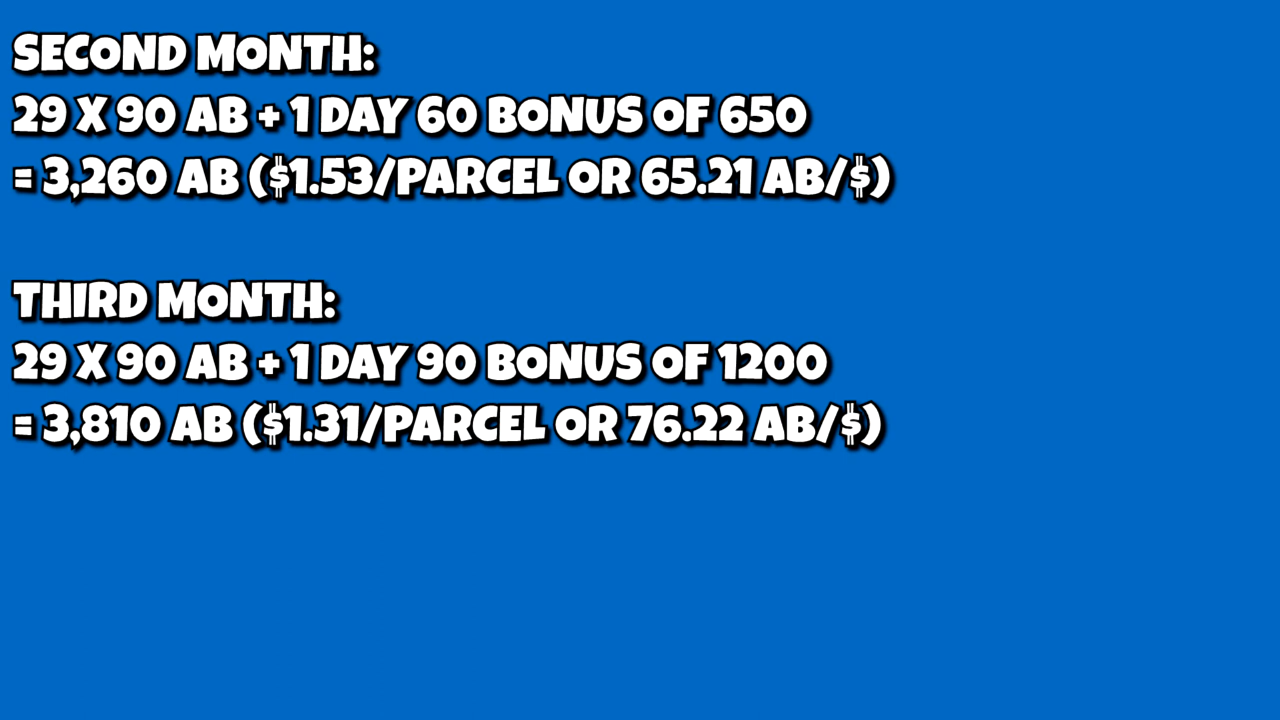 SECOND MONTH:
29 X 90 AB + 1 DAY 60 BONUS OF 650
= 3,260 AB ($1.53/PARCEL OR 65.21 AB/$)
THIRD MONTH:
29 X 90 AB + 1 DAY 90 BONUS OF 1200
= 3,810 AB ($1.31/PARCEL OR 76.22 AB/$)